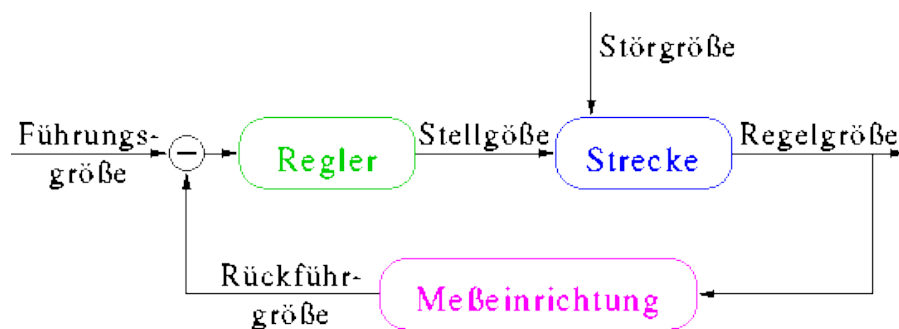 Störgröße
Führungs-
größe
−
Regler
Stellgöße
Strecke
Regelgröße
Rückführ-
größe
Meßeinrichtung